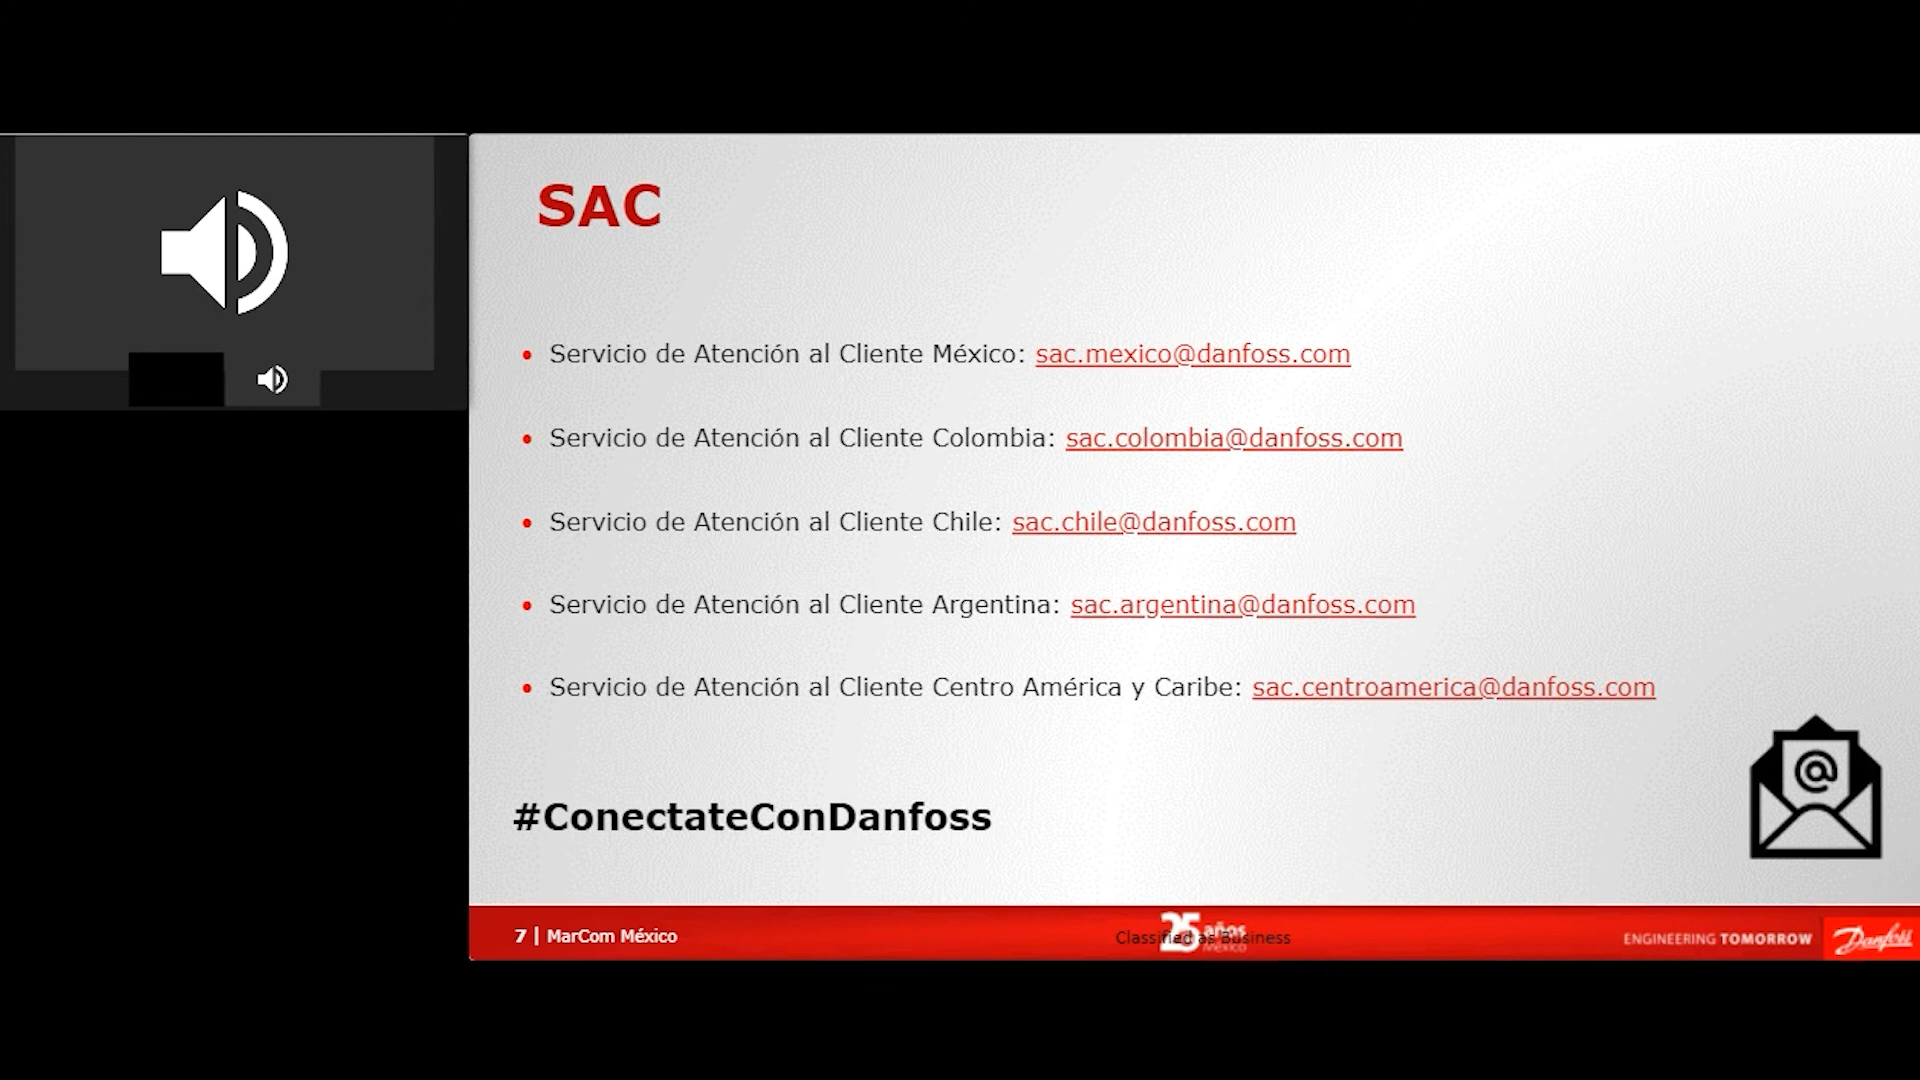 SAC
• Servicio de Atención al Cliente México: sac.mexico@danfoss.com
• Servicio de Atención al Cliente Colombia: sac.colombia@danfoss.com
• Servicio de Atención al Cliente Chile: sac.chile@danfoss.com
• Servicio de Atención al Cliente Argentina: sac.argentina@danfoss.com
• Servicio de Atención al Cliente Centro América y Caribe: sac.centroamerica@danfoss.com
@
#ConectateConDanfoss
7 | MarCom México
25 años
México
Classified as Business
ENGINEERING TOMORROW
Danfoss